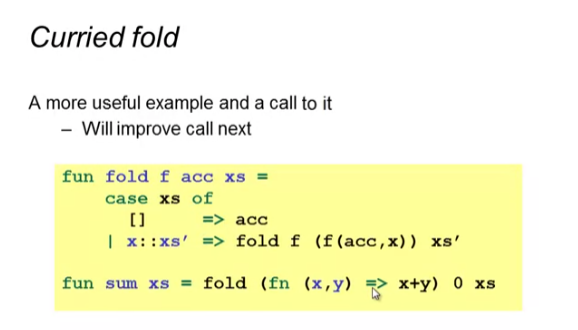 Curried fold
A more useful example and a call to it
– Will improve call next
fun fold f acc xs =
case xs of
[] => acc
| x::xs′ => fold f (f(acc,x)) xs′
fun sum xs = fold (fn (x,y) => x+y) 0 xs